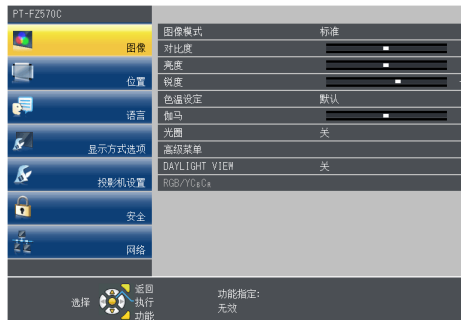 PT-FZ570C
图像
位置
语言
显示方式选项
投影机设置
安全
网络
图像模式 标准
对比度
亮度
锐度
色温设定 默认
伽马
光圈 关
高级菜单
DAYLIGHT VIEW 关
RGB/YCBCR
选择
返回
执行
功能
功能指定:
无效